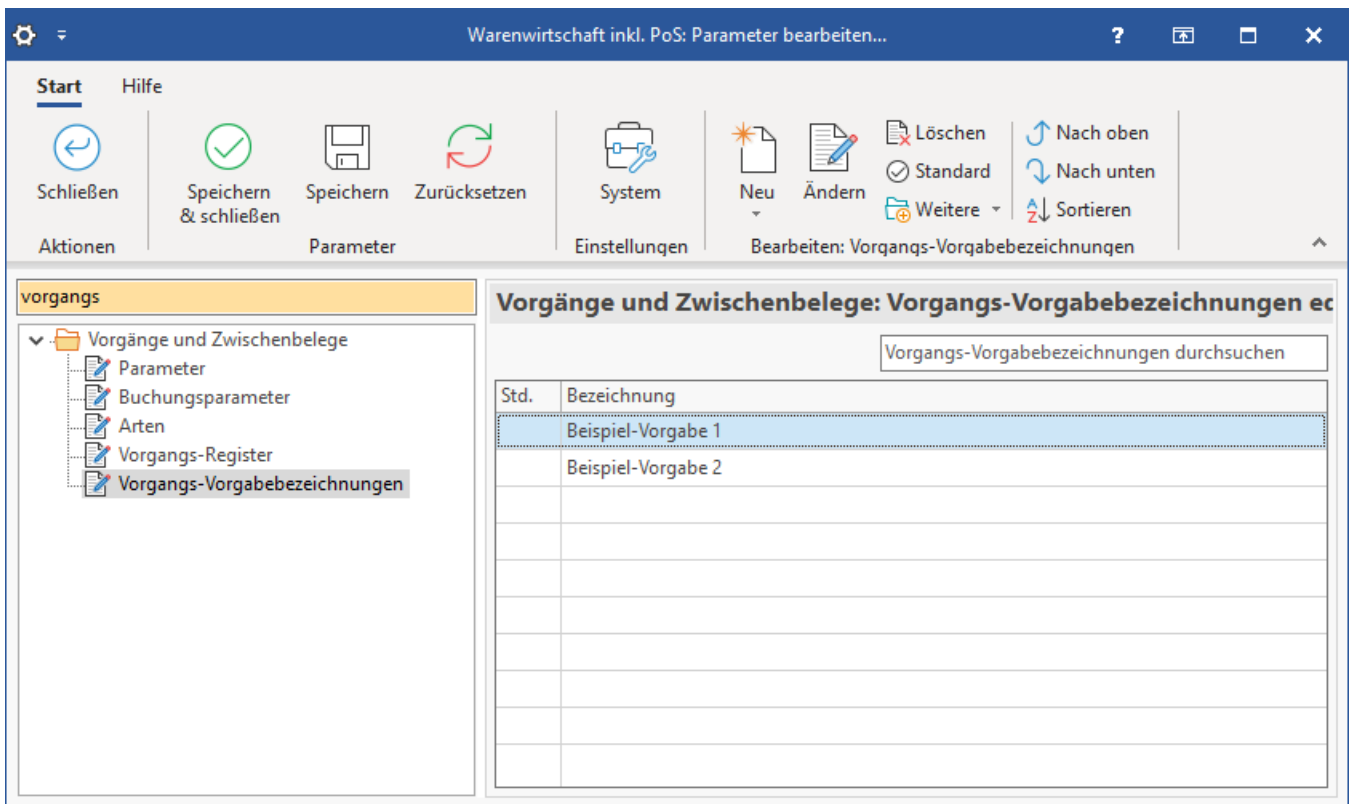 Warenwirtschaft inkl. PoS: Parameter bearbeiten...
?
Start Hilfe
Schließen
Speichern
& schließen
Speichern
Zurücksetzen
System
Neu
Ändern
Löschen
Standard
Weitere
Nach oben
Nach unten
Sortieren
Aktionen
Parameter
Einstellungen
Bearbeiten: Vorgangs-Vorgabebezeichnungen
vorgangs
Vorgänge und Zwischenbelege
Parameter
Buchungsparameter
Arten
Vorgangs-Register
Vorgangs-Vorgabebezeichnungen
Vorgänge und Zwischenbelege: Vorgangs-Vorgabebezeichnungen ed
Vorgangs-Vorgabebezeichnungen durchsuchen
Std. Bezeichnung
Beispiel-Vorgabe 1
Beispiel-Vorgabe 2